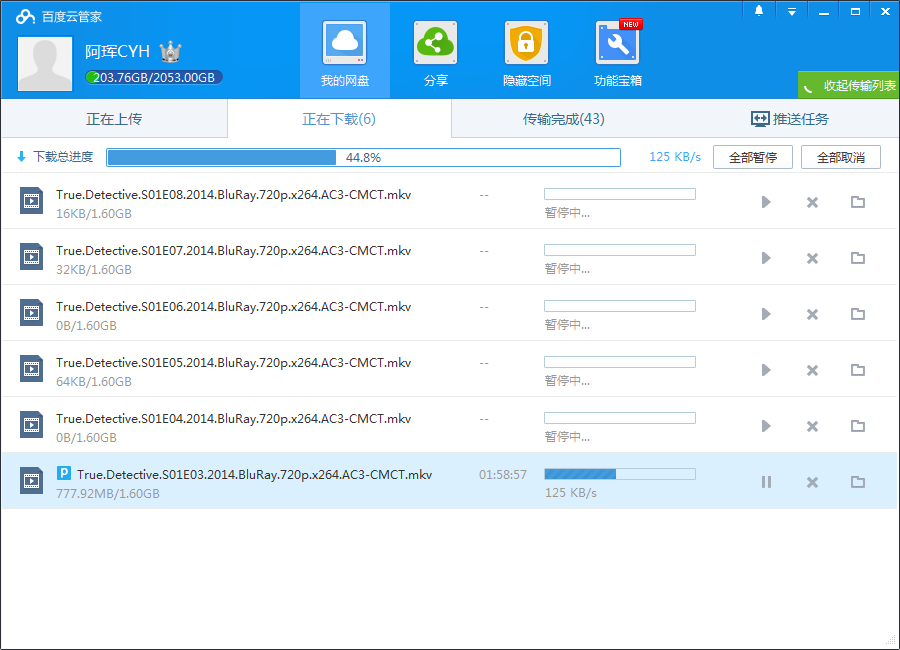 百度云管家
阿珲CYH
203.76GB/2053.00GB
我的网盘
分享
隐藏空间
NEW
功能宝箱
收起传输列表
正在上传
正在下载(6)
传输完成(43)
推送任务
下载总进度
44.8%
125 KB/s
全部暂停
全部取消
True.Detective.S01E08.2014.BluRay.720p.x264.AC3-CMCT.mkv
--
16KB/1.60GB
暂停中...
True.Detective.S01E07.2014.BluRay.720p.x264.AC3-CMCT.mkv
--
32KB/1.60GB
暂停中...
True.Detective.S01E06.2014.BluRay.720p.x264.AC3-CMCT.mkv
--
0B/1.60GB
暂停中...
True.Detective.S01E05.2014.BluRay.720p.x264.AC3-CMCT.mkv
--
64KB/1.60GB
暂停中...
True.Detective.S01E04.2014.BluRay.720p.x264.AC3-CMCT.mkv
--
0B/1.60GB
暂停中...
P True.Detective.S01E03.2014.BluRay.720p.x264.AC3-CMCT.mkv
01:58:57
777.92MB/1.60GB
125 KB/s